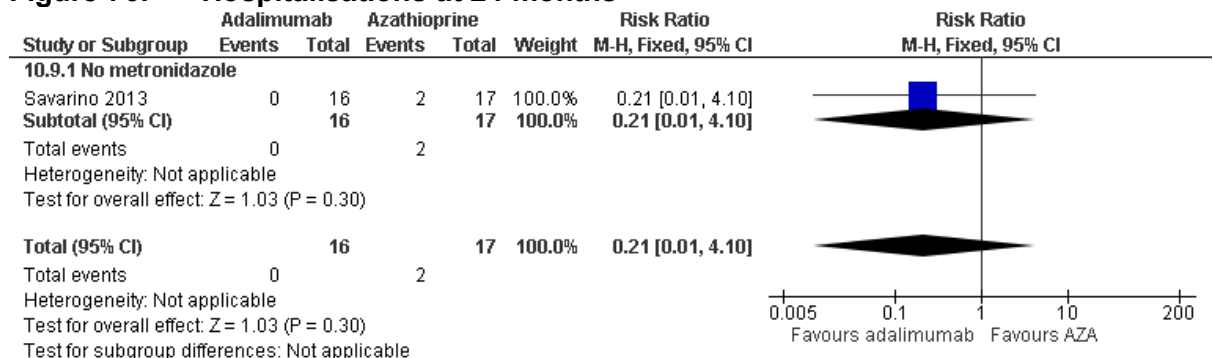 Adalimumab Azathioprine Risk Ratio Risk Ratio
Study or Subgroup Events Total Events Total Weight M-H, Fixed, 95% CI M-H, Fixed, 95% CI
10.9.1 No metronidazole
Savarino 2013 0 16 2 17 100.0% 0.21 [0.01, 4.10]
Subtotal (95% CI) 16 17 100.0% 0.21 [0.01, 4.10]
Total events 0 2
Heterogeneity: Not applicable
Test for overall effect: Z = 1.03 (P = 0.30)
Total (95% CI) 16 17 100.0% 0.21 [0.01, 4.10]
Total events 0 2
Heterogeneity: Not applicable
Test for overall effect: Z = 1.03 (P = 0.30)
Test for subgroup differences: Not applicable
0.005 0.1 1 10 200
Favours adalimumab Favours AZA